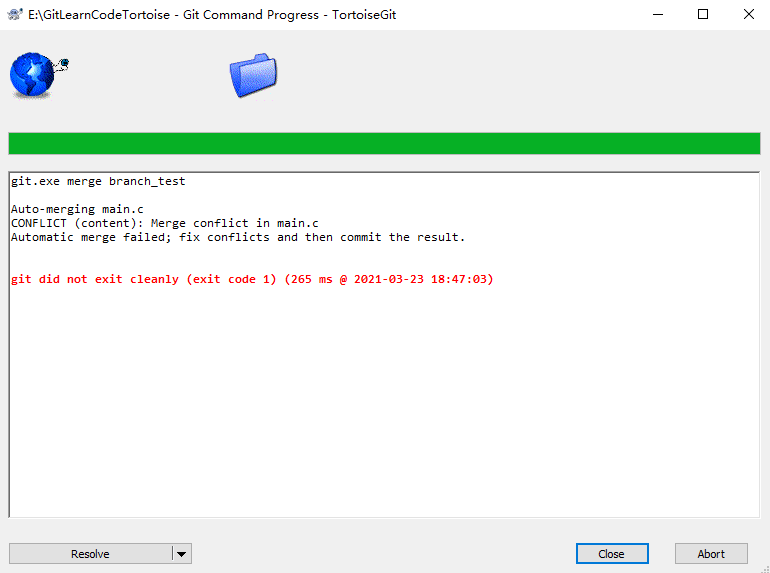 E:\GitLearnCodeTortoise - Git Command Progress - TortoiseGit
git.exe merge branch_test
Auto-merging main.c
CONFLICT (content): Merge conflict in main.c
Automatic merge failed; fix conflicts and then commit the result.
git did not exit cleanly (exit code 1) (265 ms @ 2021-03-23 18:47:03)
Resolve
Close
Abort